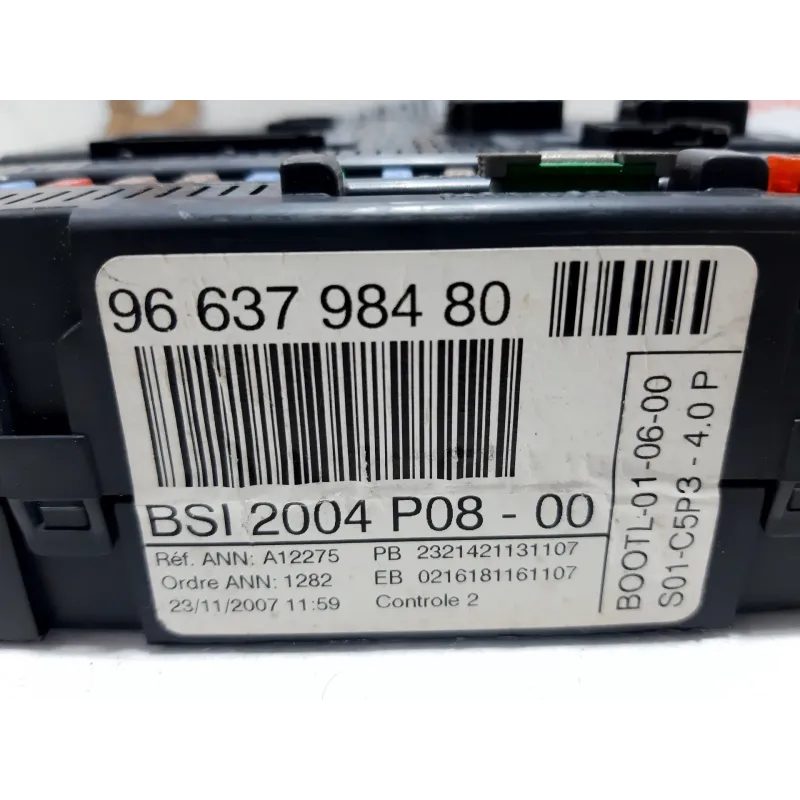 96 637 984 80
BSI 2004 P08 - 00
Réf. ANN: A12275 PB 2321421131107
Ordre ANN: 1282 EB 0216181161107
23/11/2007 11:59 Controle 2
BOOTL-01-06-00
S01-C5P3 - 4.0 P